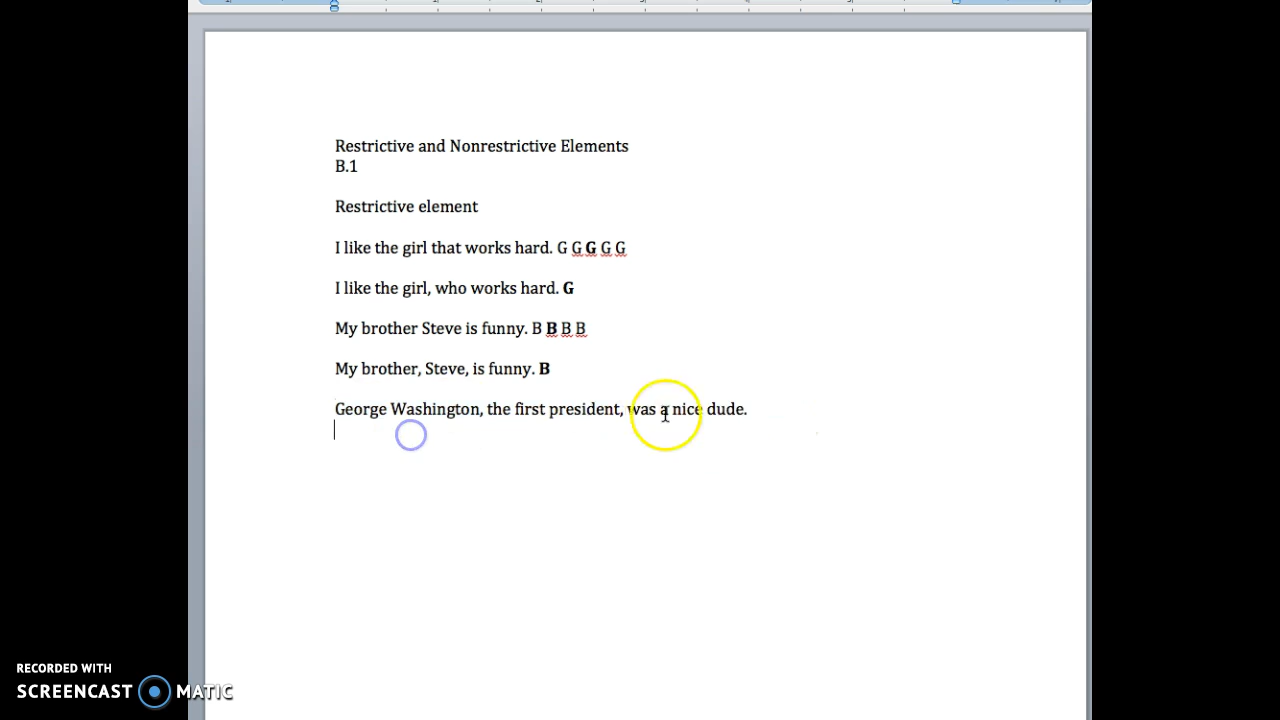 Restrictive and Nonrestrictive Elements
B.1
Restrictive element
I like the girl that works hard. G G G G G
I like the girl, who works hard. G
My brother Steve is funny. B B B B
My brother, Steve, is funny. B
George Washington, the first president, was a nice dude.
RECORDED WITH
SCREENCAST MATIC